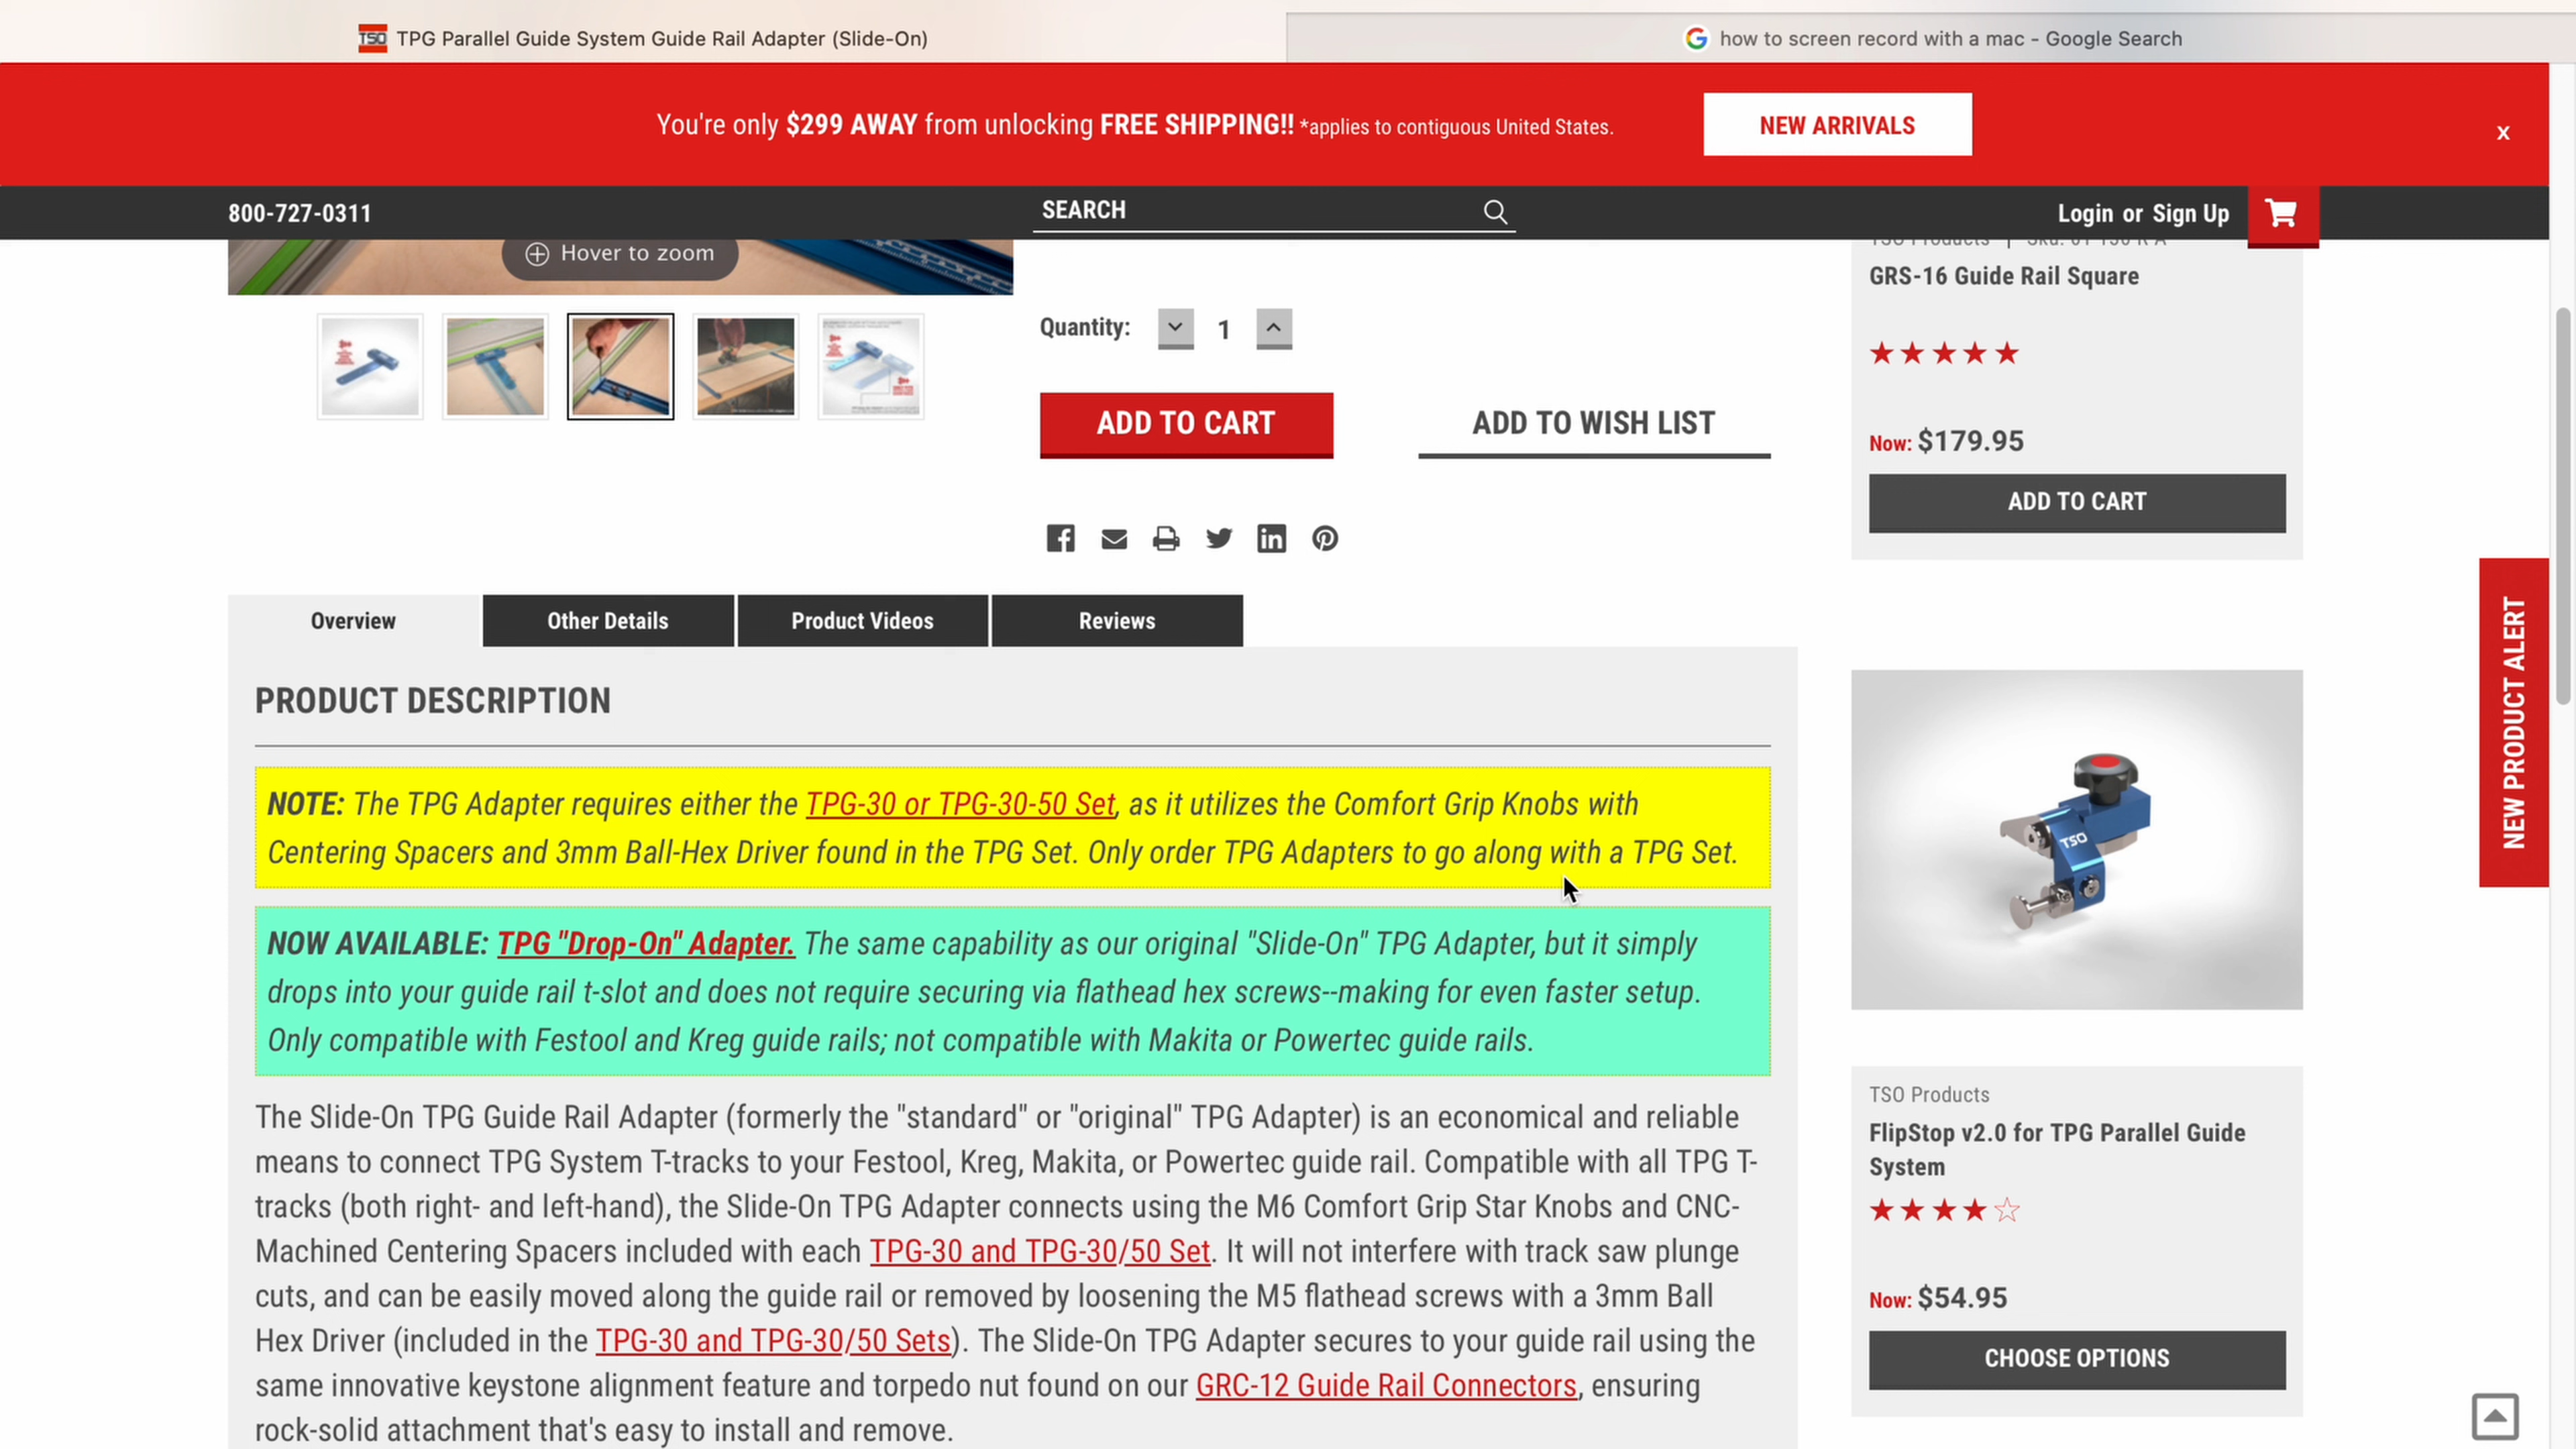 TSO TPG Parallel Guide System Guide Rail Adapter (Slide-On)
how to screen record with a mac - Google Search
You're only $299 AWAY from unlocking FREE SHIPPING!! *applies to contiguous United States.
NEW ARRIVALS
x
800-727-0311
SEARCH
Login or Sign Up
Hover to zoom
GRS-16 Guide Rail Square
Quantity: 1
ADD TO CART
ADD TO WISH LIST
Now: $179.95
ADD TO CART
NEW PRODUCT ALERT
Overview
Other Details
Product Videos
Reviews
PRODUCT DESCRIPTION
NOTE: The TPG Adapter requires either the TPG-30 or TPG-30-50 Set, as it utilizes the Comfort Grip Knobs with
Centering Spacers and 3mm Ball-Hex Driver found in the TPG Set. Only order TPG Adapters to go along with a TPG Set.
NOW AVAILABLE: TPG "Drop-On" Adapter. The same capability as our original "Slide-On" TPG Adapter, but it simply
drops into your guide rail t-slot and does not require securing via flathead hex screws--making for even faster setup.
Only compatible with Festool and Kreg guide rails; not compatible with Makita or Powertec guide rails.
The Slide-On TPG Guide Rail Adapter (formerly the "standard" or "original" TPG Adapter) is an economical and reliable
means to connect TPG System T-tracks to your Festool, Kreg, Makita, or Powertec guide rail. Compatible with all TPG T-
tracks (both right- and left-hand), the Slide-On TPG Adapter connects using the M6 Comfort Grip Star Knobs and CNC-
Machined Centering Spacers included with each TPG-30 and TPG-30/50 Set. It will not interfere with track saw plunge
cuts, and can be easily moved along the guide rail or removed by loosening the M5 flathead screws with a 3mm Ball
Hex Driver (included in the TPG-30 and TPG-30/50 Sets). The Slide-On TPG Adapter secures to your guide rail using the
same innovative keystone alignment feature and torpedo nut found on our GRC-12 Guide Rail Connectors, ensuring
rock-solid attachment that's easy to install and remove.
TSO
TSO Products
FlipStop v2.0 for TPG Parallel Guide
System
Now: $54.95
CHOOSE OPTIONS